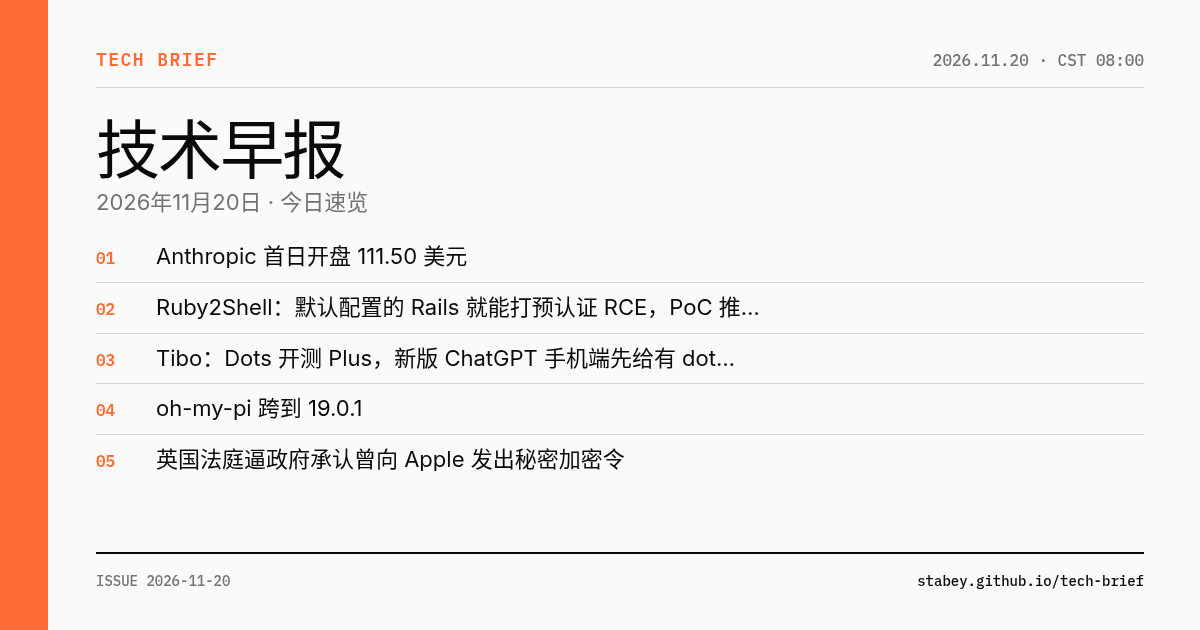 TECH BRIEF
2026.11.20 · CST 08:00
技术早报
2026年11月20日 · 今日速览
01 Anthropic 首日开盘 111.50 美元
02 Ruby2Shell：默认配置的 Rails 就能打预认证 RCE，PoC 推…
03 Tibo：Dots 开测 Plus，新版 ChatGPT 手机端先给有 dot…
04 oh-my-pi 跨到 19.0.1
05 英国法庭逼政府承认曾向 Apple 发出秘密加密令
ISSUE 2026-11-20
stabey.github.io/tech-brief